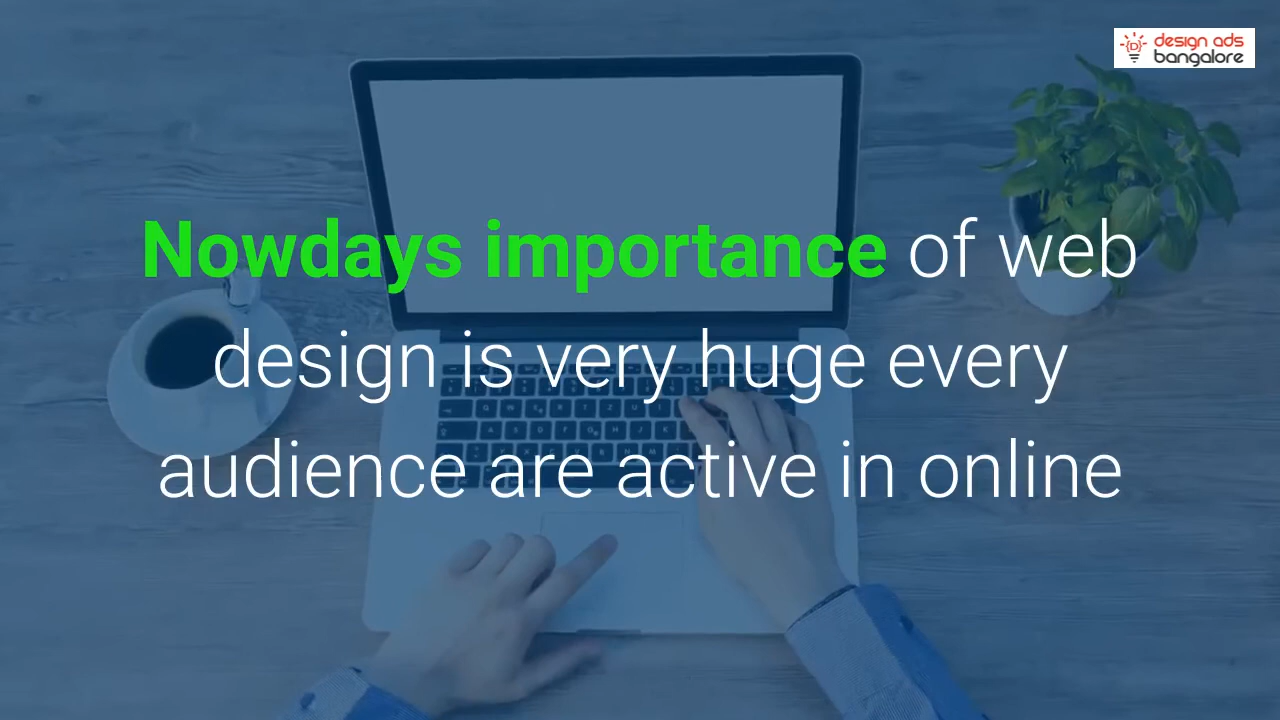 design ads
bangalore
Nowdays importance of web
design is very huge every
audience are active in online